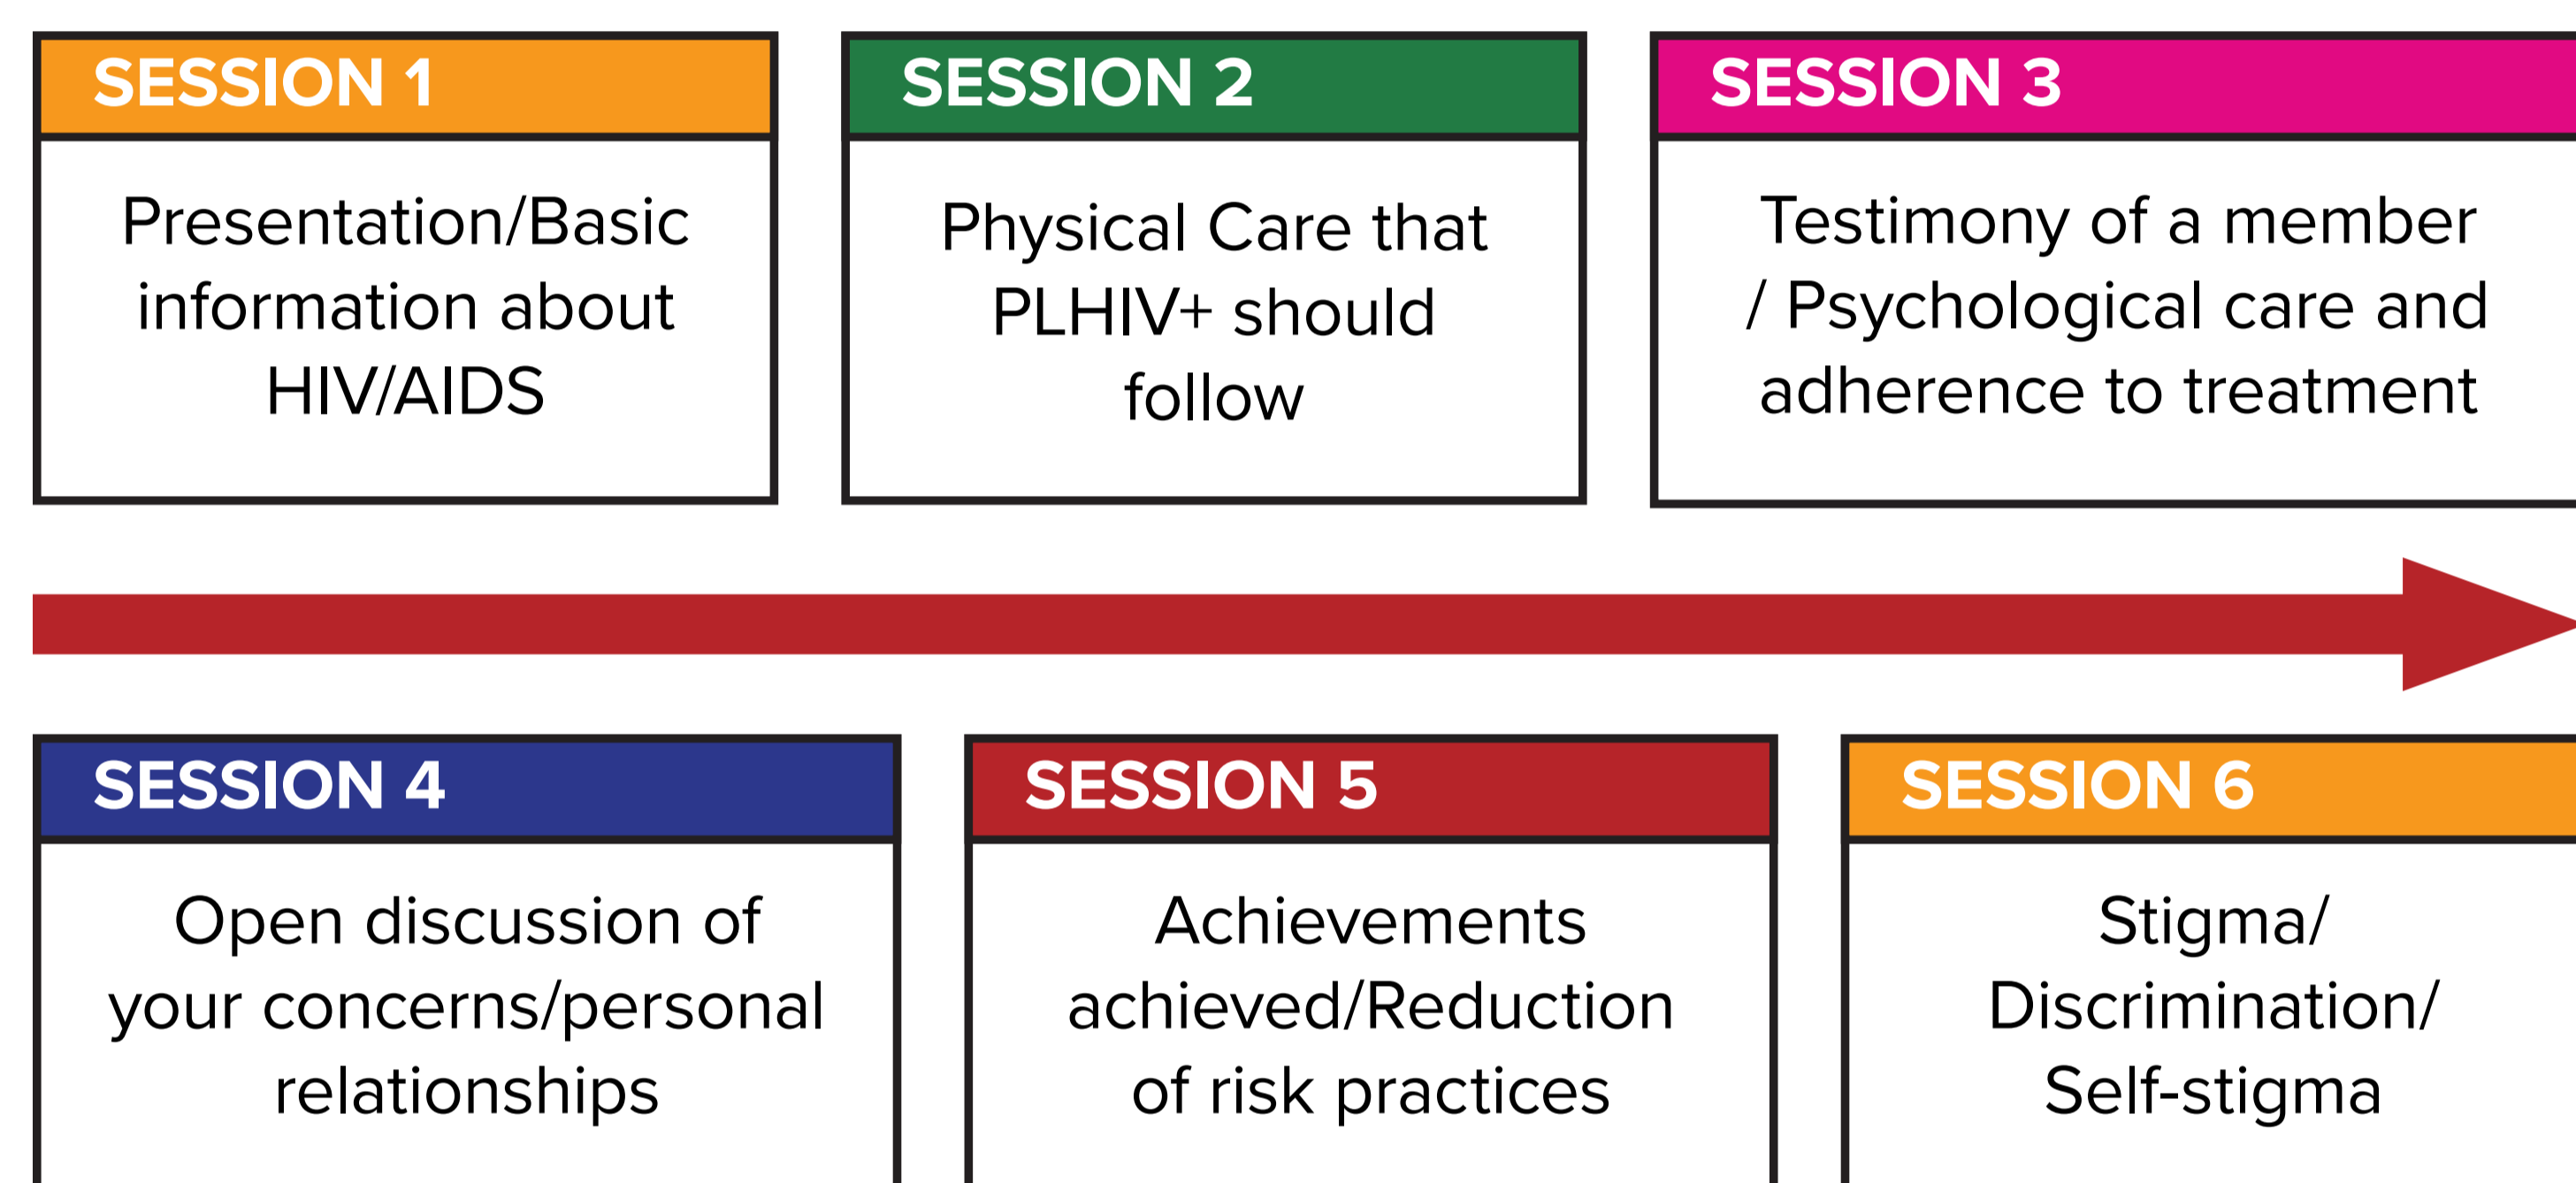 SESSION 1
Presentation/Basic
information about
HIV/AIDS
SESSION 2
Physical Care that
PLHIV+ should
follow
SESSION 3
Testimony of a member
/ Psychological care and
adherence to treatment
SESSION 4
Open discussion of
your concerns/personal
relationships
SESSION 5
Achievements
achieved/Reduction
of risk practices
SESSION 6
Stigma/
Discrimination/
Self-stigma